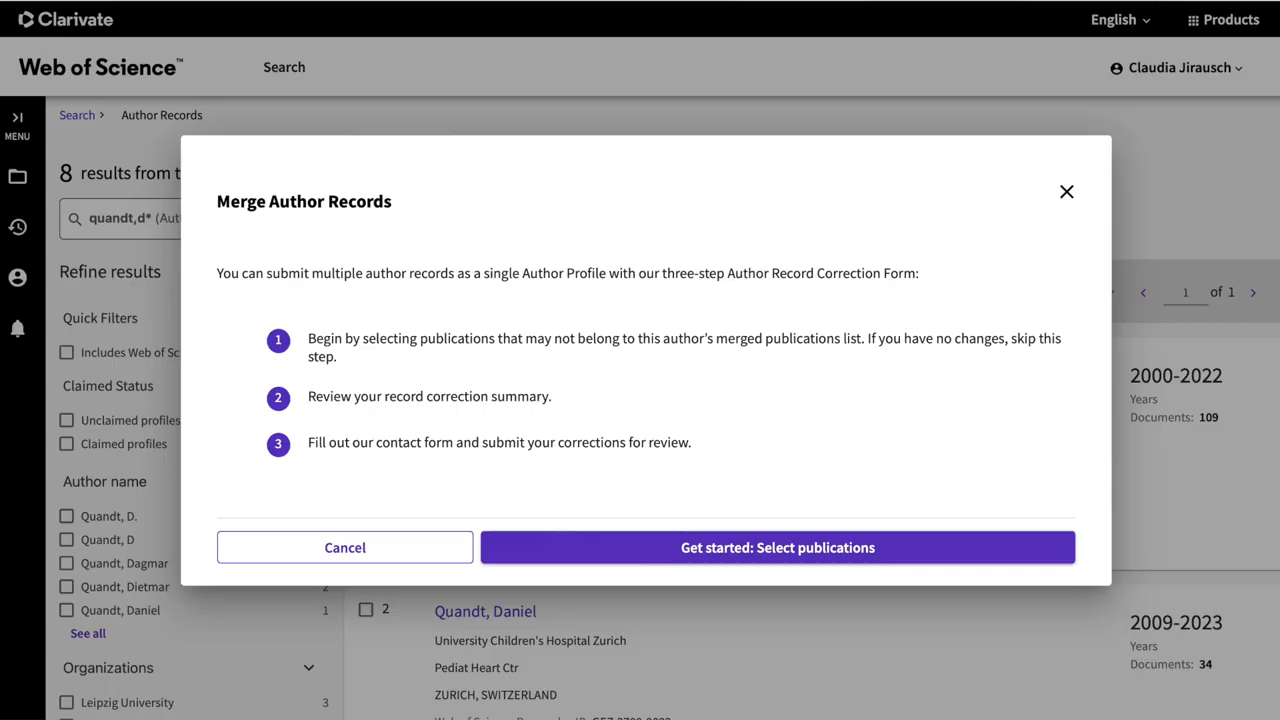 Clarivate
English
Products
Web of Science™
Search
Claudia Jirausch
MENU
Search > Author Records
8 results from t
quandt,d* (Aut
Refine results
Quick Filters
Includes Web of Sc
Claimed Status
Unclaimed profiles
Claimed profiles
Author name
Quandt, D.
Quandt, D
Quandt, Dagmar
Quandt, Dietmar 2
Quandt, Daniel 1
See all
Organizations
Leipzig University 3
Merge Author Records
You can submit multiple author records as a single Author Profile with our three-step Author Record Correction Form:
1 Begin by selecting publications that may not belong to this author's merged publications list. If you have no changes, skip this
step.
2 Review your record correction summary.
3 Fill out our contact form and submit your corrections for review.
Cancel
Get started: Select publications
1 of 1
2000-2022
Years
Documents: 109
2
Quandt, Daniel
University Children's Hospital Zurich
Pediat Heart Ctr
ZURICH, SWITZERLAND
2009-2023
Years
Documents: 34